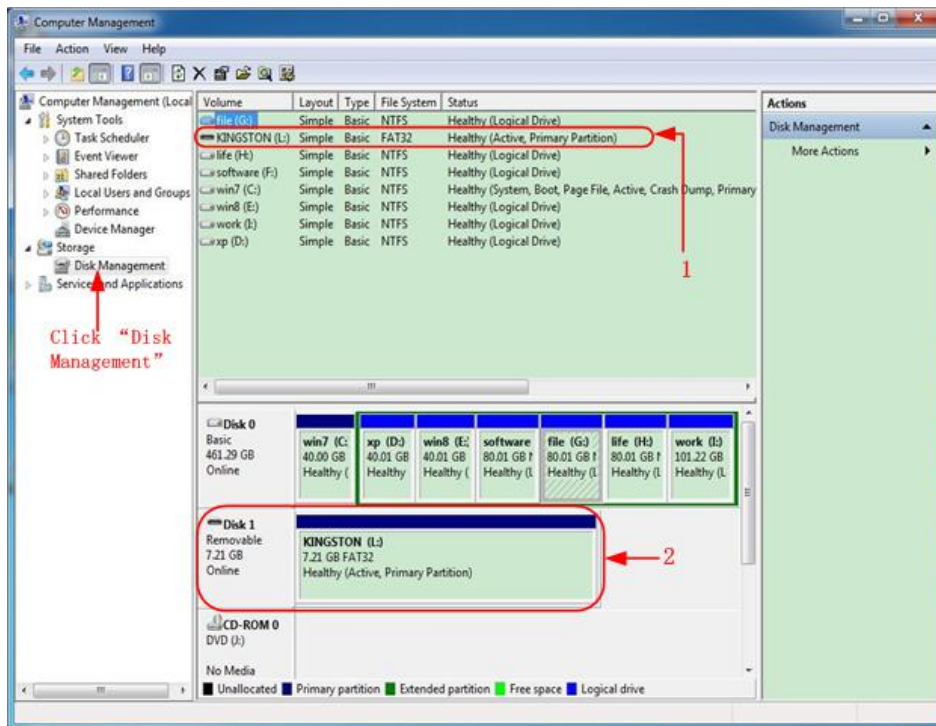 Computer Management
File Action View Help
Computer Management (Local
System Tools
Task Scheduler
Event Viewer
Shared Folders
Local Users and Groups
Performance
Device Manager
Storage
Disk Management
Services and Applications
Click “Disk
Management”
Volume Layout Type File System Status
file (G:) Simple Basic NTFS Healthy (Logical Drive)
KINGSTON (L:) Simple Basic FAT32 Healthy (Active, Primary Partition)
life (H:) Simple Basic NTFS Healthy (Logical Drive)
software (F:) Simple Basic NTFS Healthy (Logical Drive)
win7 (C:) Simple Basic NTFS Healthy (System, Boot, Page File, Active, Crash Dump, Primary
win8 (E:) Simple Basic NTFS Healthy (Logical Drive)
work (I:) Simple Basic NTFS Healthy (Logical Drive)
xp (D:) Simple Basic NTFS Healthy (Logical Drive)
1
Actions
Disk Management
More Actions
Disk 0
Basic
461.29 GB
Online
win7 (C:
40.00 GB
Healthy (
xp (D:)
40.01 GB
Healthy
win8 (E:
40.01 GB
Healthy (
software
80.01 GB N
Healthy (L
file (G:)
80.01 GB N
Healthy (L
life (H:)
80.01 GB N
Healthy (L
work (I:)
101.22 GB
Healthy (L
Disk 1
Removable
7.21 GB
Online
KINGSTON (L:)
7.21 GB FAT32
Healthy (Active, Primary Partition)
2
CD-ROM 0
DVD (J:)
No Media
Unallocated Primary partition Extended partition Free space Logical drive